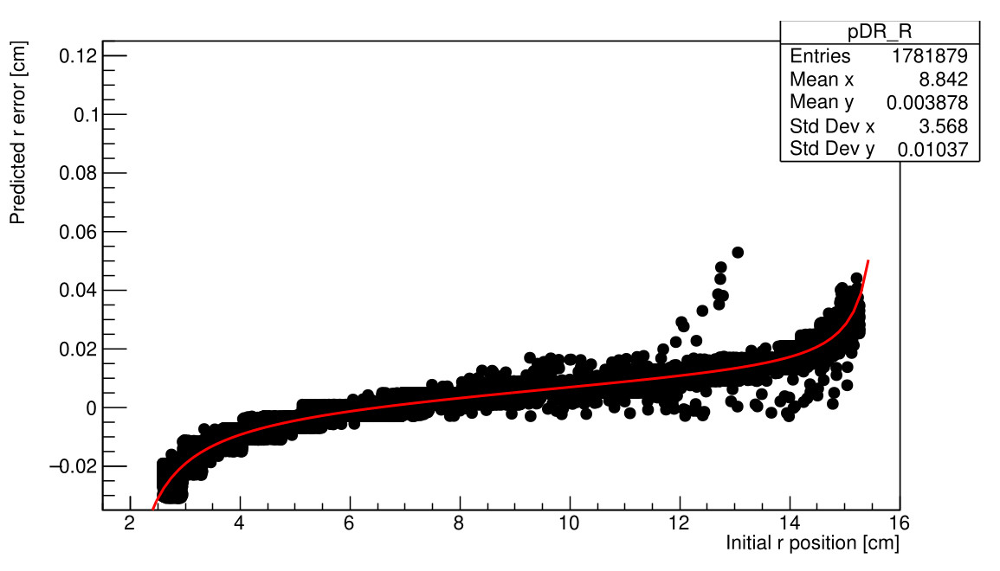 pDR_R
Entries 1781879
Mean x 8.842
Mean y 0.003878
Std Dev x 3.568
Std Dev y 0.01037
Predicted r error [cm]
0.12
0.1
0.08
0.06
0.04
0.02
0
−0.02
2 4 6 8 10 12 14 16
Initial r position [cm]